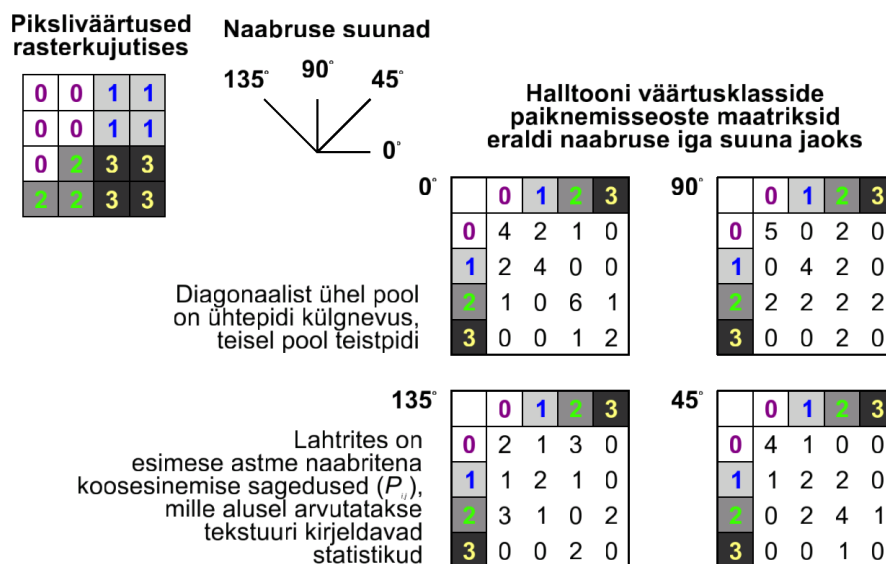 Piksliväärtused
rasterkujutises
0 0 1 1
0 0 1 1
0 2 3 3
2 2 3 3
Naabruse suunad
135° 90° 45°
0°
Halltooni väärtusklasside
paiknemisseoste maatriksid
eraldi naabruse iga suuna jaoks
0°
0 1 2 3
0 4 2 1 0
1 2 4 0 0
2 1 0 6 1
3 0 0 1 2
90°
0 1 2 3
0 5 0 2 0
1 0 4 2 0
2 2 2 2 2
3 0 0 2 0
Diagonaalist ühel pool
on ühtepidi külgnevus,
teisel pool teistpidi
135°
0 1 2 3
0 2 1 3 0
1 1 2 1 0
2 3 1 0 2
3 0 0 2 0
45°
0 1 2 3
0 4 1 0 0
1 1 2 2 0
2 0 2 4 1
3 0 0 1 0
Lahtrites on
esimese astme naabritena
koosesinemise sagedused (Pij),
mille alusel arvutatakse
tekstuuri kirjeldavad
statistikud